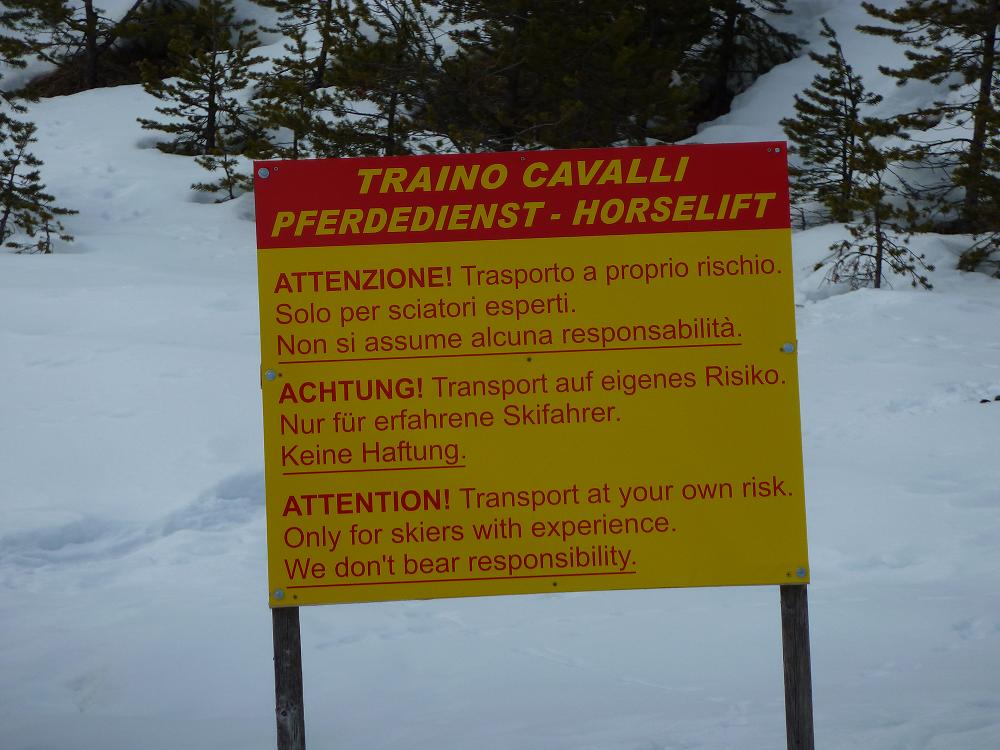 TRAINO CAVALLI
PFERDEDIENST - HORSELIFT
ATTENZIONE! Trasporto a proprio rischio.
Solo per sciatori esperti.
Non si assume alcuna responsabilità.
ACHTUNG! Transport auf eigenes Risiko.
Nur für erfahrene Skifahrer.
Keine Haftung.
ATTENTION! Transport at your own risk.
Only for skiers with experience.
We don't bear responsibility.